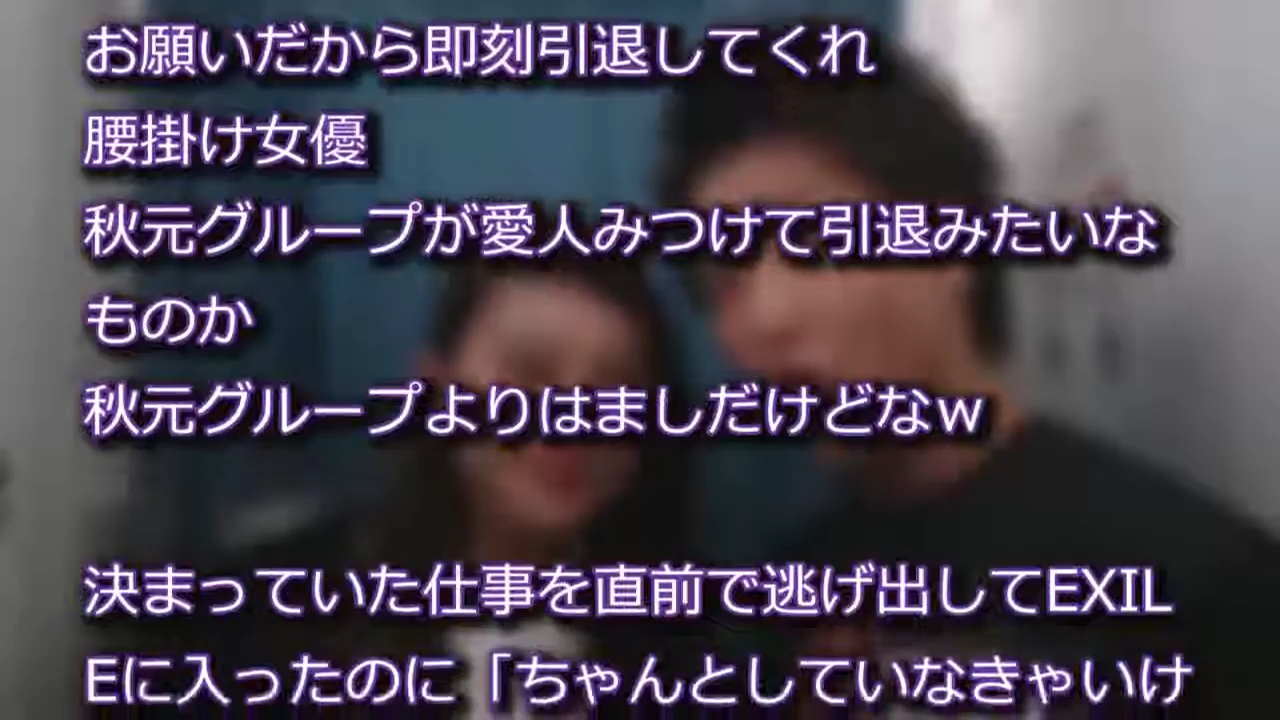 お願いだから即刻引退してくれ
腰掛け女優
秋元グループが愛人みつけて引退みたいな
ものか
秋元グループよりはましだけどなｗ
決まっていた仕事を直前で逃げ出してEXIL
Eに入ったのに「ちゃんとしていなきゃいけ